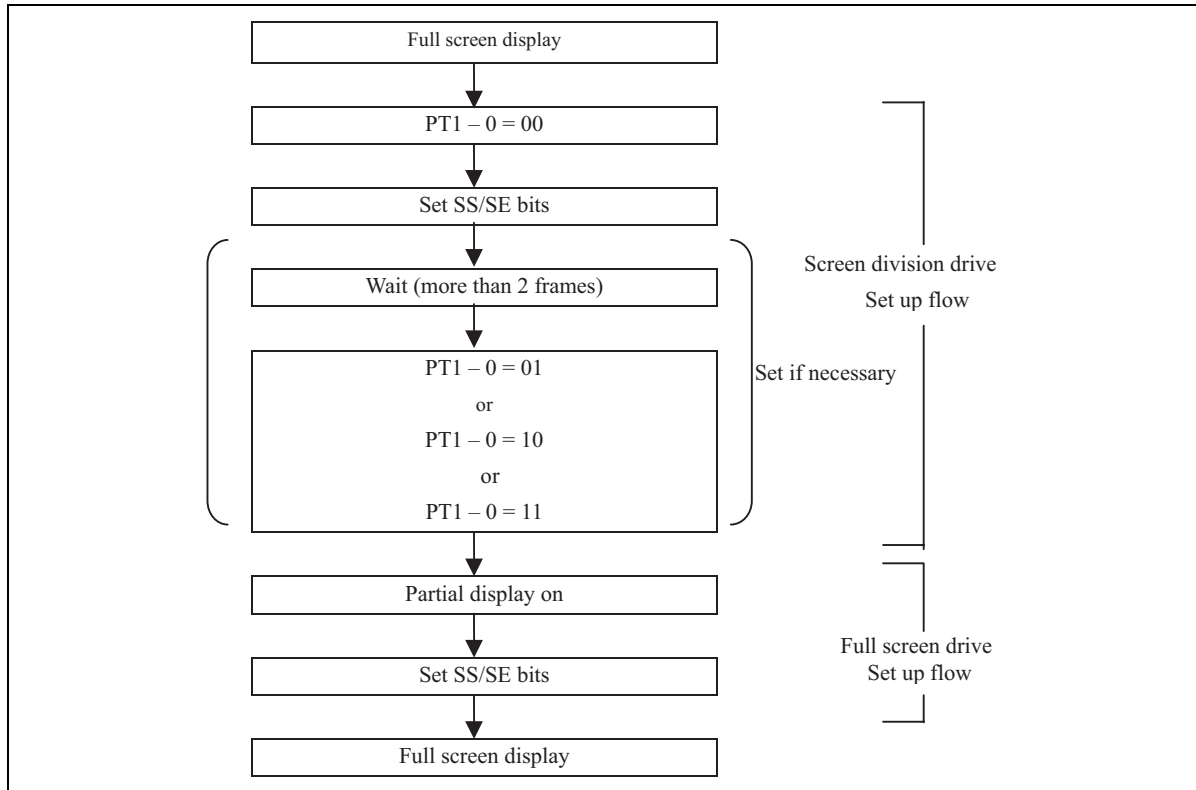 Full screen display
PT1 – 0 = 00
Set SS/SE bits
Wait (more than 2 frames)
PT1 – 0 = 01
or
PT1 – 0 = 10
or
PT1 – 0 = 11
Set if necessary
Screen division drive
Set up flow
Partial display on
Set SS/SE bits
Full screen display
Full screen drive
Set up flow